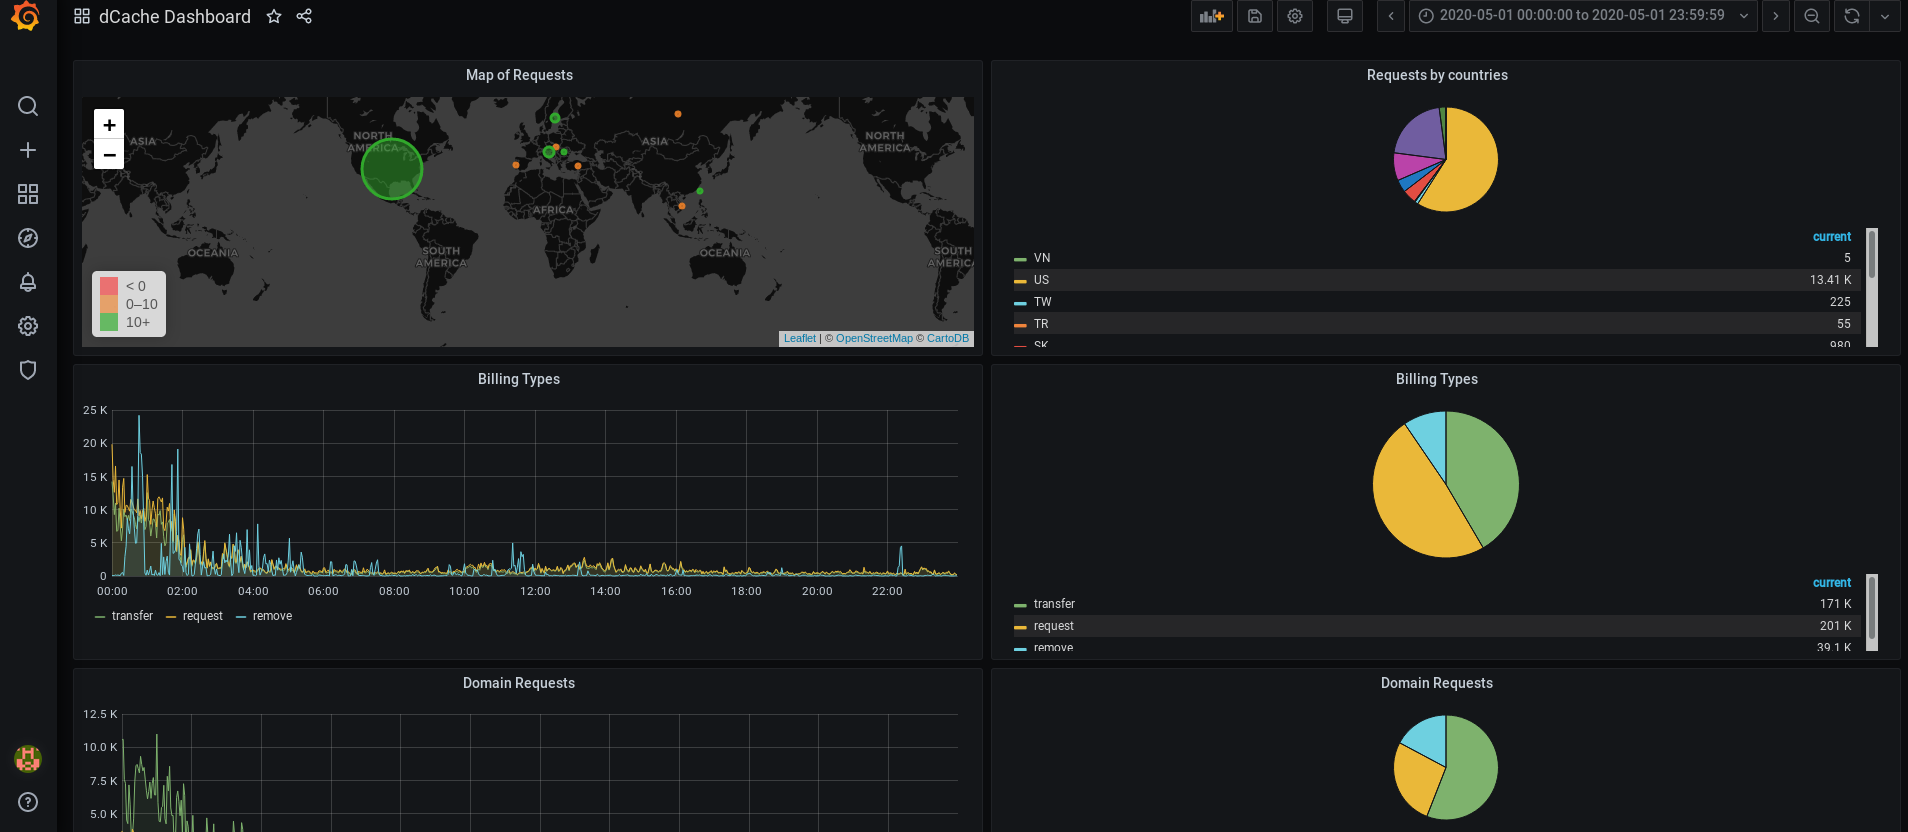 dCache Dashboard
2020-05-01 00:00:00 to 2020-05-01 23:59:59
Map of Requests
+
−
ASIA
NORTH
AMERICA
ASIA
NORTH
AMERICA
AFRICA
OCEANIA
SOUTH
AMERICA
OCEANIA
SOUTH
AMERICA
< 0
0–10
10+
Leaflet | © OpenStreetMap © CartoDB
Requests by countries
current
VN 5
US 13.41 K
TW 225
TR 55
SK 980
Billing Types
25 K
20 K
15 K
10 K
5 K
0
00:00 02:00 04:00 06:00 08:00 10:00 12:00 14:00 16:00 18:00 20:00 22:00
transfer request remove
Billing Types
current
transfer 171 K
request 201 K
remove 39.1 K
Domain Requests
12.5 K
10.0 K
7.5 K
5.0 K
Domain Requests